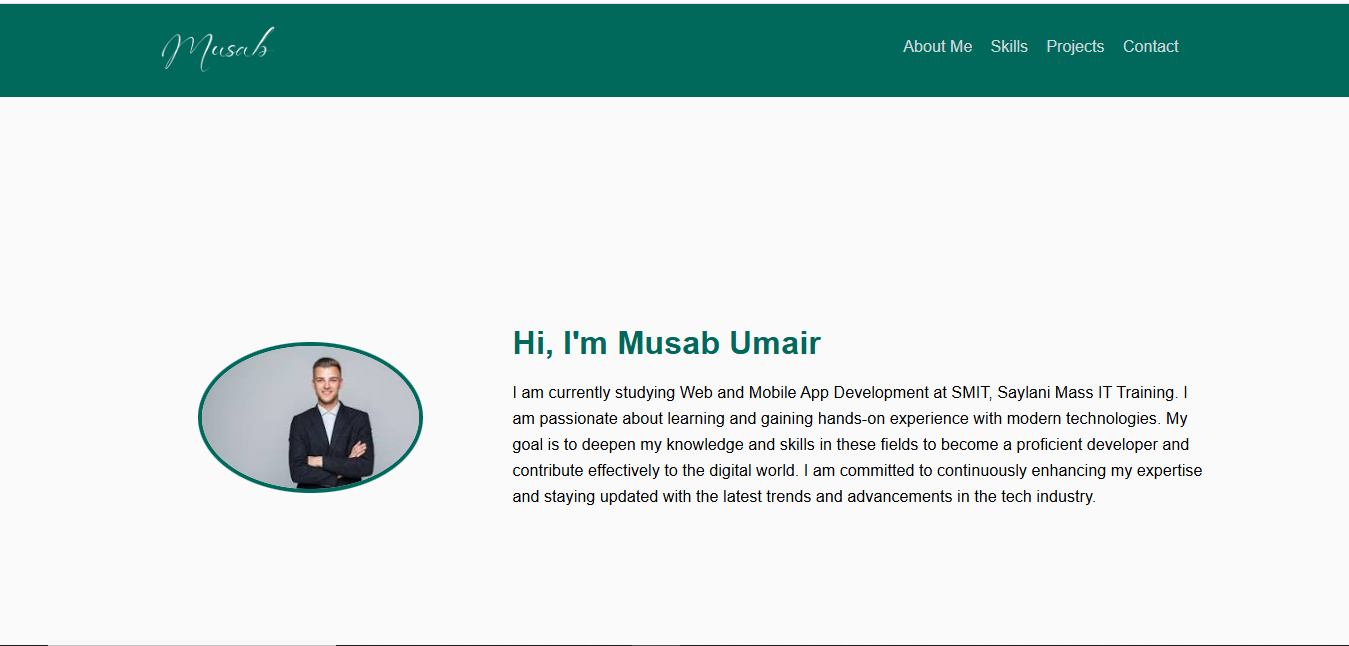 Musab
About Me Skills Projects Contact
Hi, I'm Musab Umair
I am currently studying Web and Mobile App Development at SMIT, Saylani Mass IT Training. I
am passionate about learning and gaining hands-on experience with modern technologies. My
goal is to deepen my knowledge and skills in these fields to become a proficient developer and
contribute effectively to the digital world. I am committed to continuously enhancing my expertise
and staying updated with the latest trends and advancements in the tech industry.